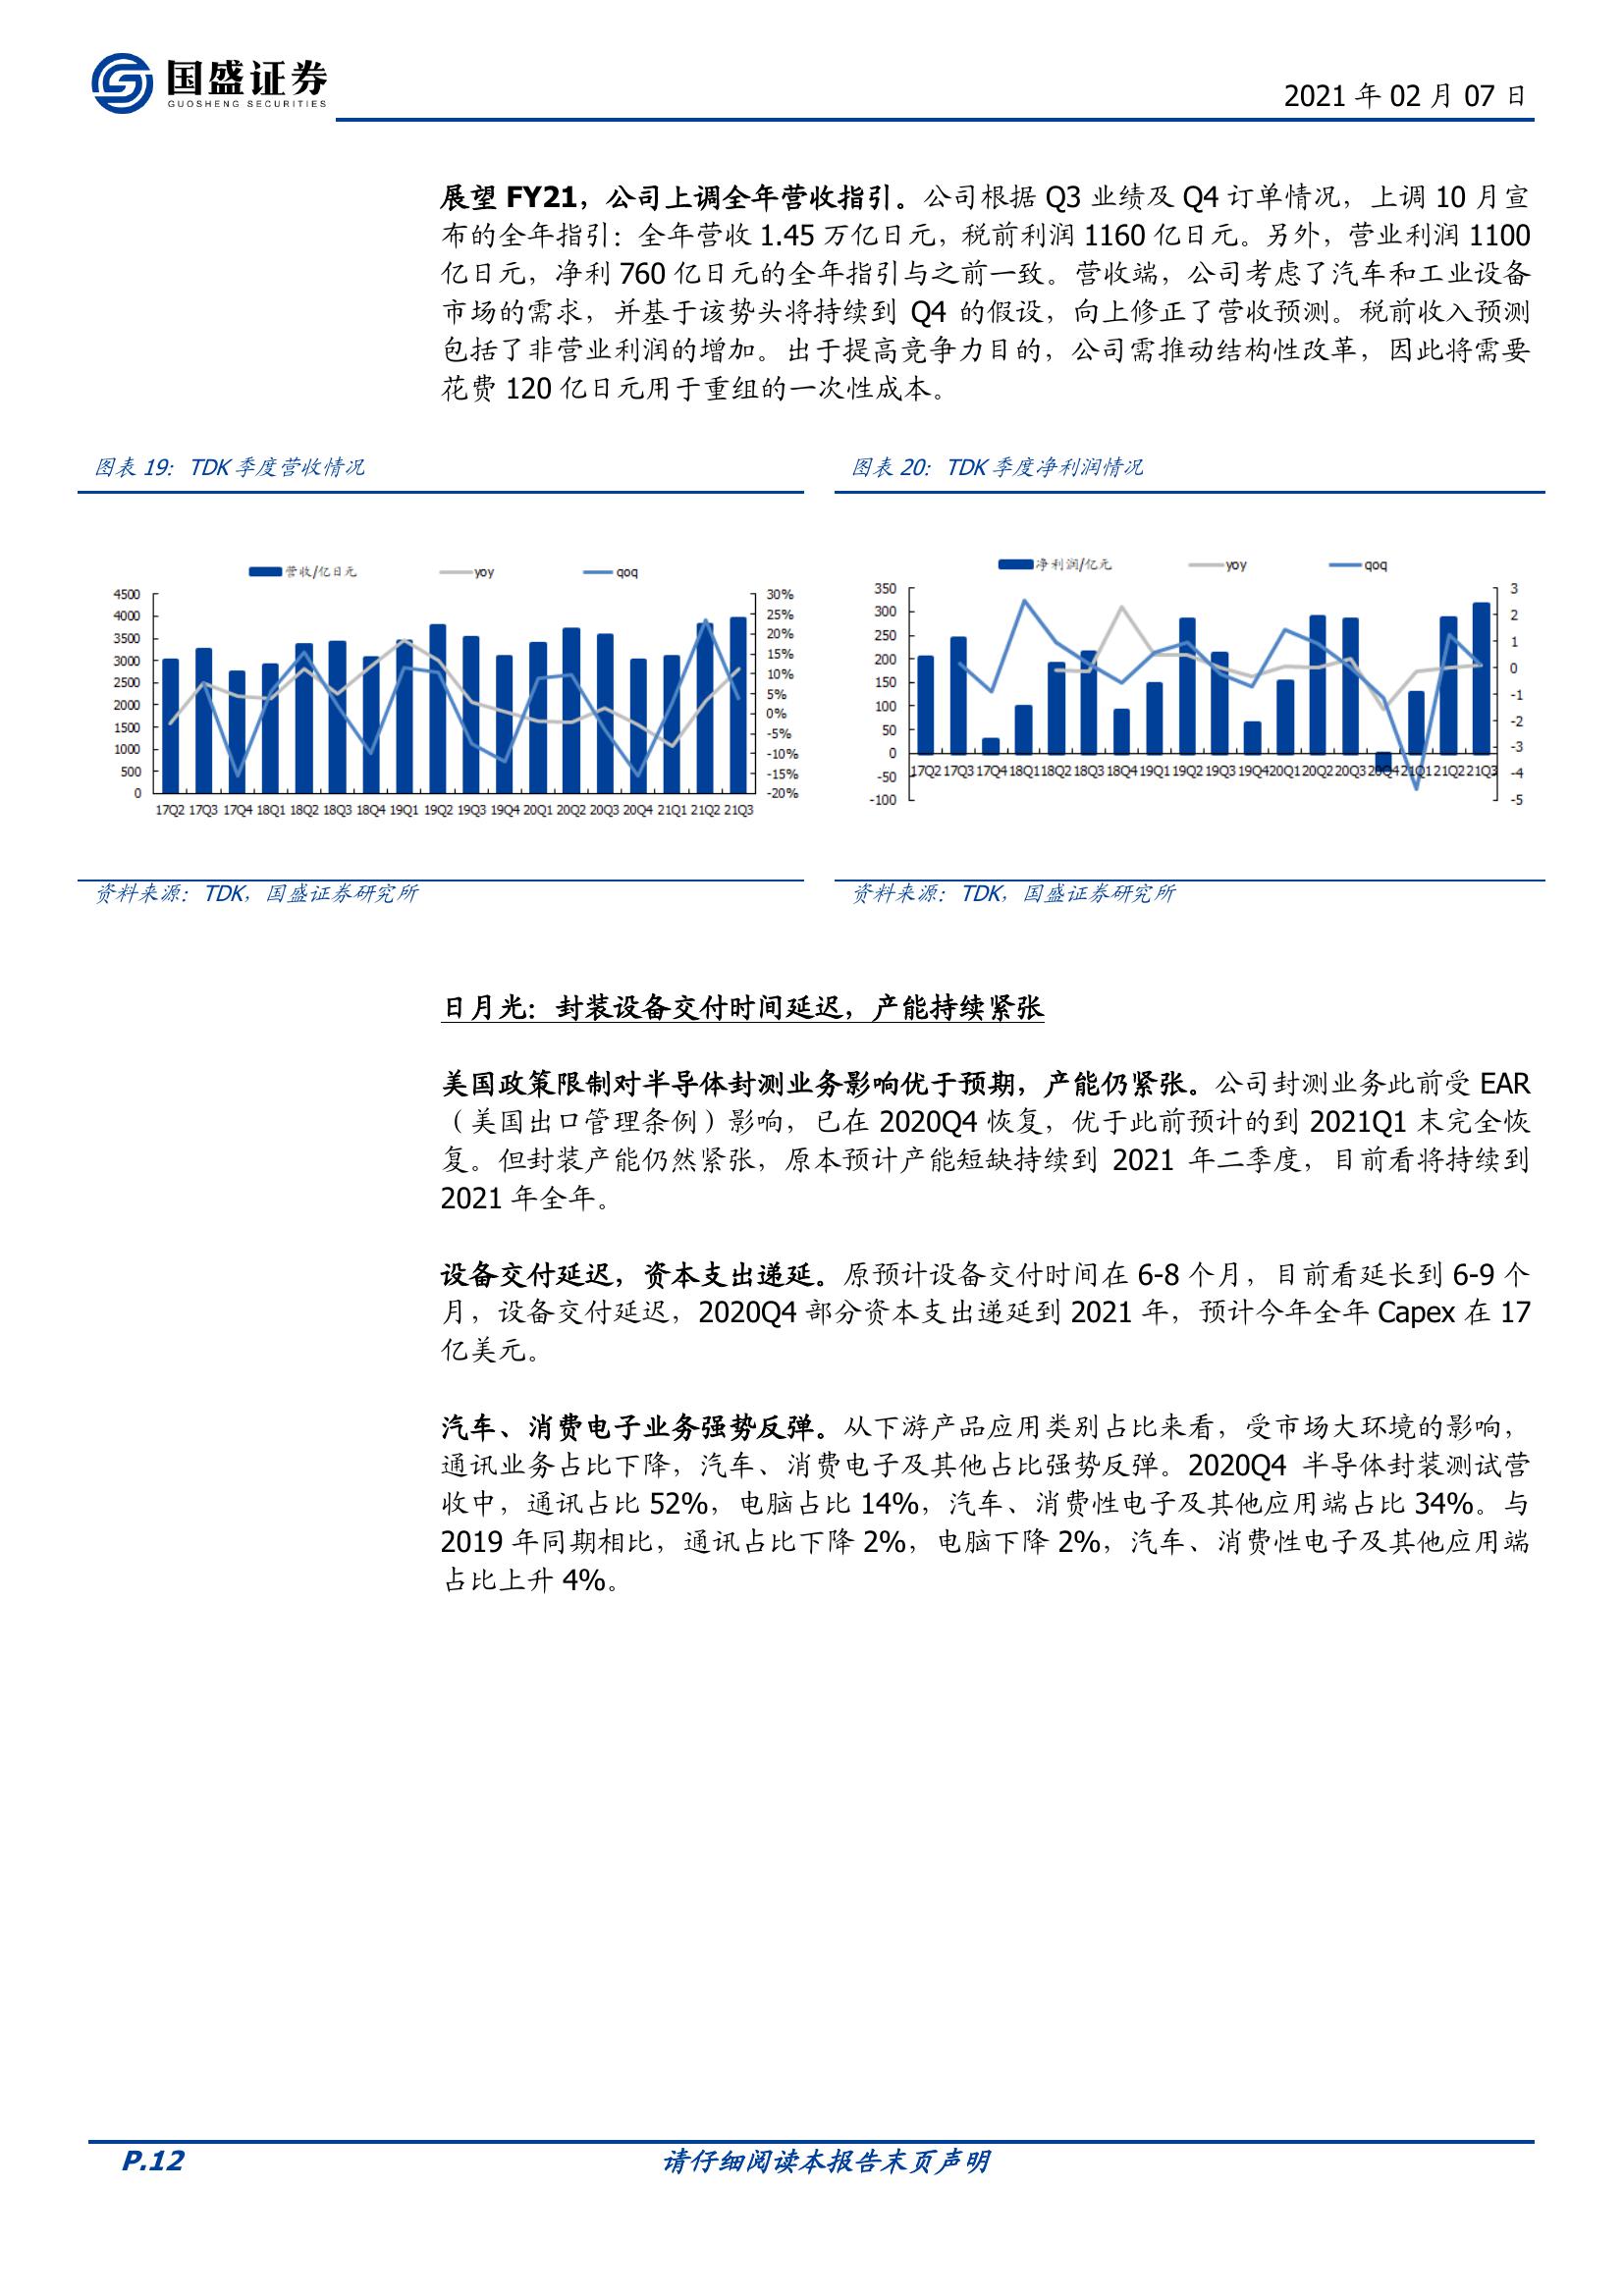 国盛证券
GUOSHENG SECURITIES
2021 年 02 月 07 日
展望 FY21，公司上调全年营收指引。公司根据 Q3 业绩及 Q4 订单情况，上调 10 月宣
布的全年指引：全年营收 1.45 万亿日元，税前利润 1160 亿日元。另外，营业利润 1100
亿日元，净利 760 亿日元的全年指引与之前一致。营收端，公司考虑了汽车和工业设备
市场的需求，并基于该势头将持续到 Q4 的假设，向上修正了营收预测。税前收入预测
包括了非营业利润的增加。出于提高竞争力目的，公司需推动结构性改革，因此将需要
花费 120 亿日元用于重组的一次性成本。
图表 19：TDK 季度营收情况
营收/亿日元 yoy qoq
4500
4000
3500
3000
2500
2000
1500
1000
500
0
30%
25%
20%
15%
10%
5%
0%
-5%
-10%
-15%
-20%
17Q2 17Q3 17Q4 18Q1 18Q2 18Q3 18Q4 19Q1 19Q2 19Q3 19Q4 20Q1 20Q2 20Q3 20Q4 21Q1 21Q2 21Q3
资料来源：TDK，国盛证券研究所
图表 20：TDK 季度净利润情况
净利润/亿元 yoy qoq
350
300
250
200
150
100
50
0
-50
-100
3
2
1
0
-1
-2
-3
-4
-5
17Q2 17Q3 17Q4 18Q1 18Q2 18Q3 18Q4 19Q1 19Q2 19Q3 19Q4 20Q1 20Q2 20Q3 20Q4 21Q1 21Q2 21Q3
资料来源：TDK，国盛证券研究所
日月光：封装设备交付时间延迟，产能持续紧张
美国政策限制对半导体封测业务影响优于预期，产能仍紧张。公司封测业务此前受 EAR
（美国出口管理条例）影响，已在 2020Q4 恢复，优于此前预计的到 2021Q1 末完全恢
复。但封装产能仍然紧张，原本预计产能短缺持续到 2021 年二季度，目前看将持续到
2021 年全年。
设备交付延迟，资本支出递延。原预计设备交付时间在 6-8 个月，目前看延长到 6-9 个
月，设备交付延迟，2020Q4 部分资本支出递延到 2021 年，预计今年全年 Capex 在 17
亿美元。
汽车、消费电子业务强势反弹。从下游产品应用类别占比来看，受市场大环境的影响，
通讯业务占比下降，汽车、消费电子及其他占比强势反弹。2020Q4 半导体封装测试营
收中，通讯占比 52%，电脑占比 14%，汽车、消费性电子及其他应用端占比 34%。与
2019 年同期相比，通讯占比下降 2%，电脑下降 2%，汽车、消费性电子及其他应用端
占比上升 4%。
P.12
请仔细阅读本报告末页声明